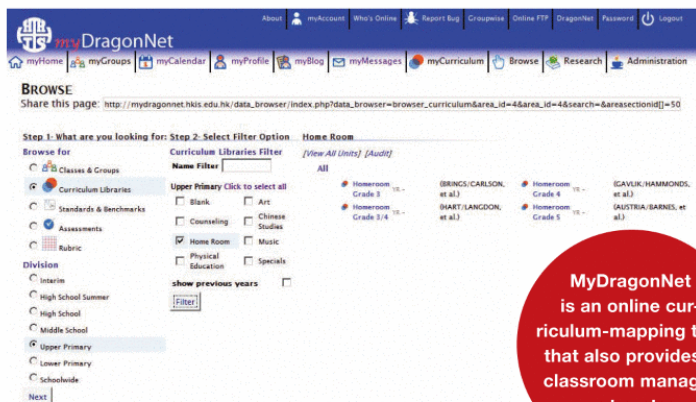 About myAccount Who's Online Report Bug Groupwise Online FTP DragonNet Password Logout
myDragonNet
myHome myGroups myCalendar myProfile myBlog myMessages myCurriculum Browse Research Administration
BROWSE
Share this page: http://mydragonnet.hkis.edu.hk/data_browser/index.php?data_browser=browser_curriculum&area_id=4&area_id=4&search=&areasectionid[]=50
Step 1- What are you looking for:
Browse for
Classes & Groups
Curriculum Libraries
Standards & Benchmarks
Assessments
Rubric
Division
Interim
High School Summer
High School
Middle School
Upper Primary
Lower Primary
Schoolwide
Next
Step 2- Select Filter Option
Curriculum Libraries Filter
Name Filter
Upper Primary Click to select all
Blank Art
Counseling Chinese Studies
Home Room Music
Physical Education Specials
show previous years
Filter
Home Room
[View All Units] [Audit]
All
Homeroom Grade 3 YR - (BRINGS/CARLSON, et al.) Homeroom Grade 4 YR - (GAVLIK/HAMMONDS, et al.)
Homeroom Grade 3/4 YR - (HART/LANGDON, et al.) Homeroom Grade 5 YR - (AUSTRIA/BARNES, et al.)
MyDragonNet
is an online cur-
riculum-mapping t
that also provides
classroom manag